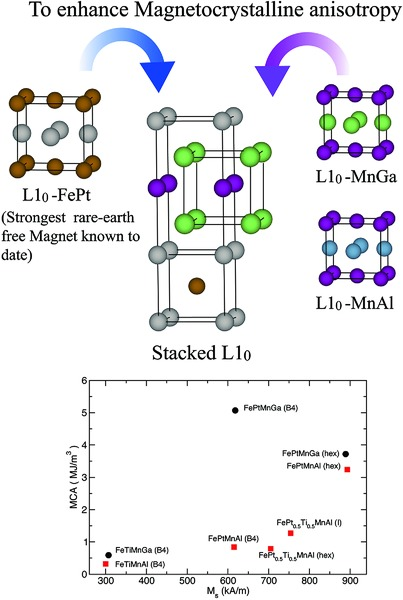 To enhance Magnetocrystalline anisotropy
L1₀-FePt
(Strongest rare-earth
free Magnet known to
date)
L1₀-MnGa
L1₀-MnAl
Stacked L1₀
MCA (MJ/m³)
6
5
4
3
2
1
0
FePtMnGa (B4)
FePtMnGa (hex)
FePtMnAl (hex)
FePt₀.₅Ti₀.₅MnAl (I)
FePtMnAl (B4)
FePt₀.₅Ti₀.₅MnAl (hex)
FeTiMnGa (B4)
FeTiMnAl (B4)
300 400 500 600 700 800 900
Mₛ (kA/m)